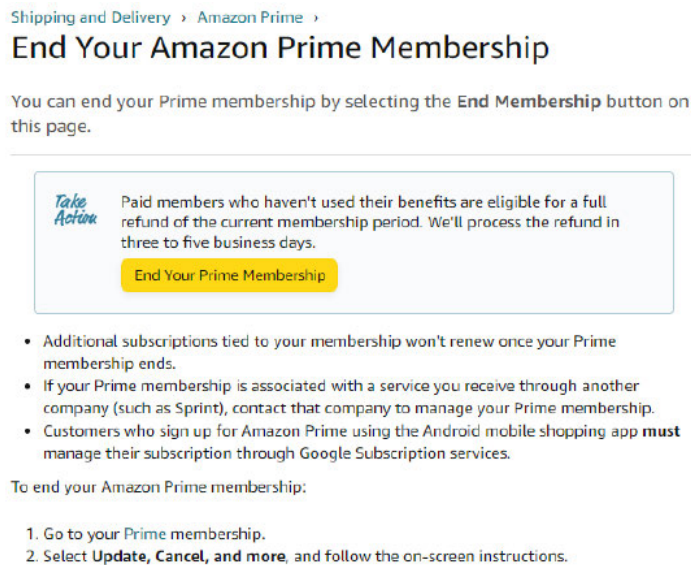 Shipping and Delivery › Amazon Prime ›
End Your Amazon Prime Membership
You can end your Prime membership by selecting the End Membership button on
this page.
Take
Action
Paid members who haven't used their benefits are eligible for a full
refund of the current membership period. We'll process the refund in
three to five business days.
End Your Prime Membership
• Additional subscriptions tied to your membership won't renew once your Prime
membership ends.
• If your Prime membership is associated with a service you receive through another
company (such as Sprint), contact that company to manage your Prime membership.
• Customers who sign up for Amazon Prime using the Android mobile shopping app must
manage their subscription through Google Subscription services.
To end your Amazon Prime membership:
1. Go to your Prime membership.
2. Select Update, Cancel, and more, and follow the on-screen instructions.